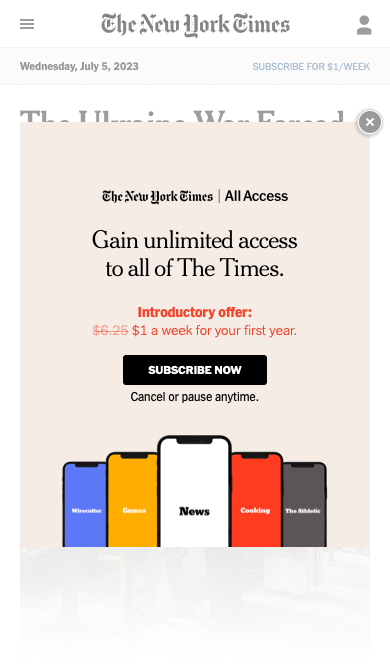 The New York Times
Wednesday, July 5, 2023
SUBSCRIBE FOR $1/WEEK
The Ukraine War Forced
The New York Times | All Access
Gain unlimited access
to all of The Times.
Introductory offer:
$6.25 $1 a week for your first year.
SUBSCRIBE NOW
Cancel or pause anytime.
Wirecutter
Games
News
Cooking
The Athletic